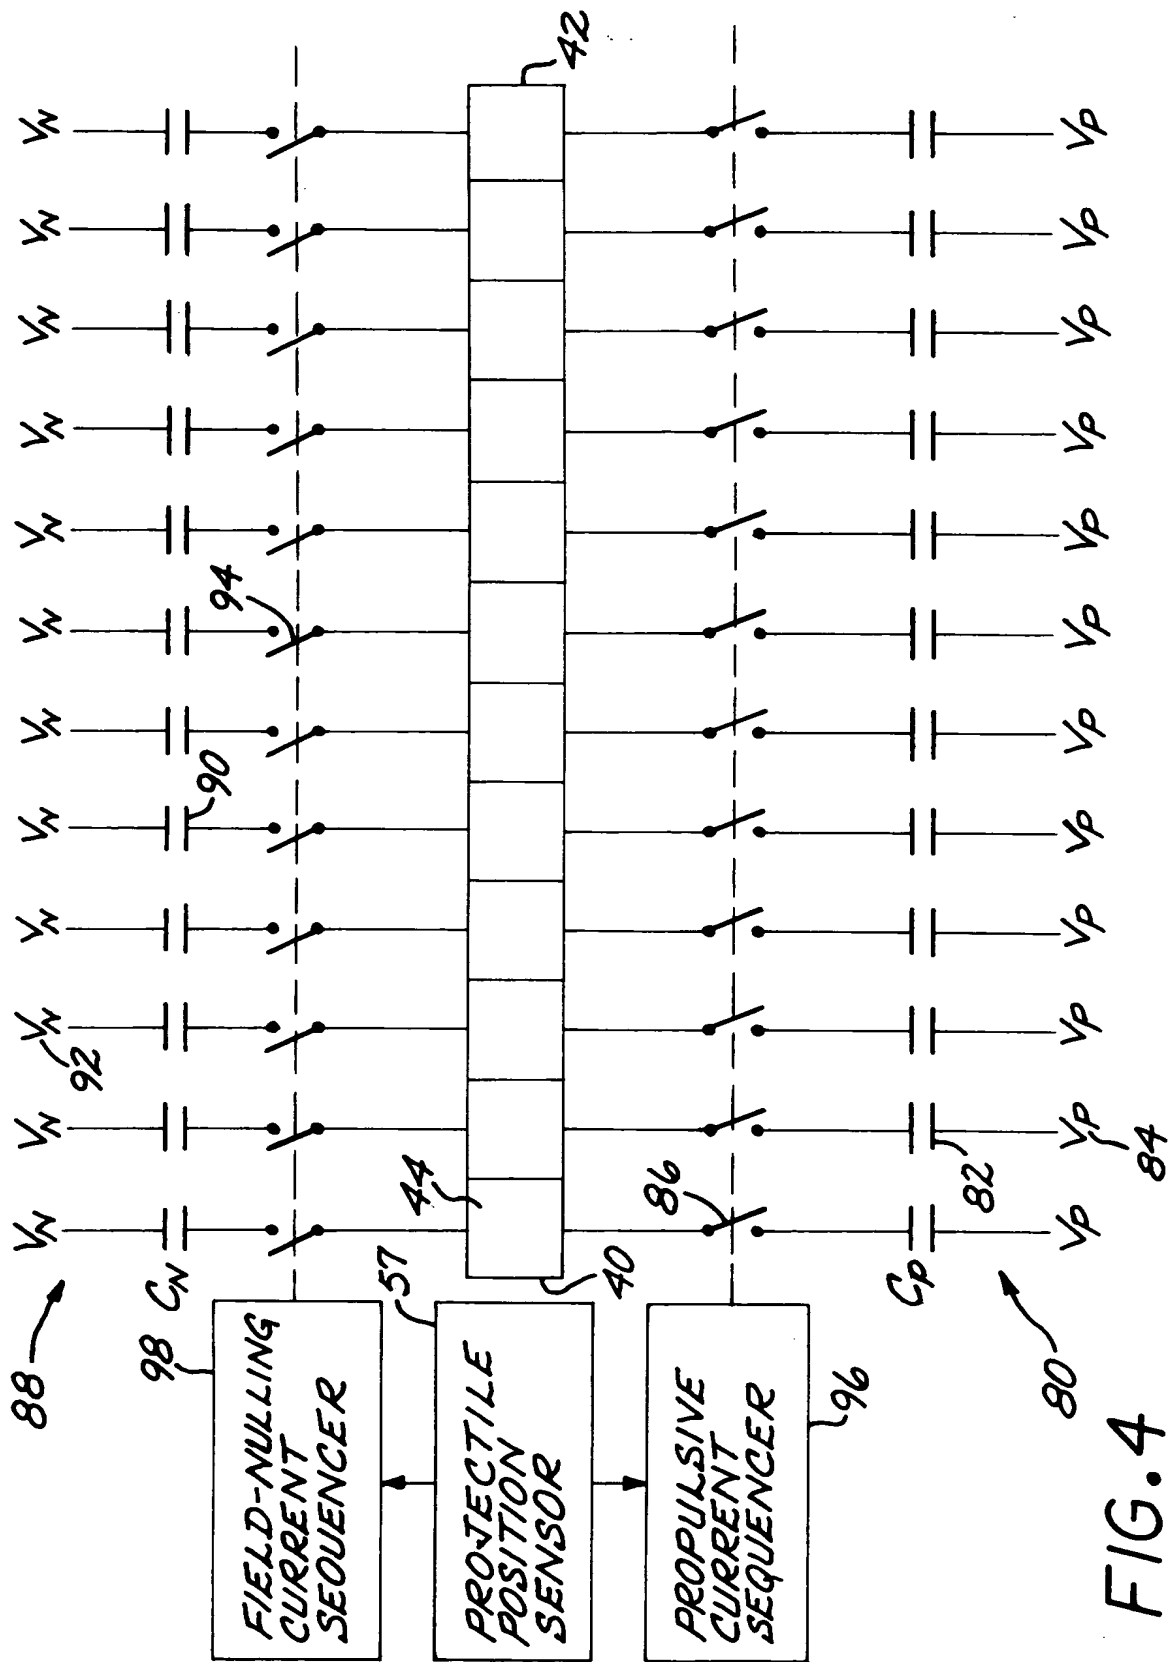 88
VN VN VN VN VN VN VN VN VN VN VN VN
92
CN
90
94
98
FIELD-NULLING
CURRENT
SEQUENCER
57
PROJECTILE
POSITION
SENSOR
44
40
42
PROPULSIVE
CURRENT
SEQUENCER
96
86
CP
82
80
VP VP VP VP VP VP VP VP VP VP VP VP
84
FIG.4